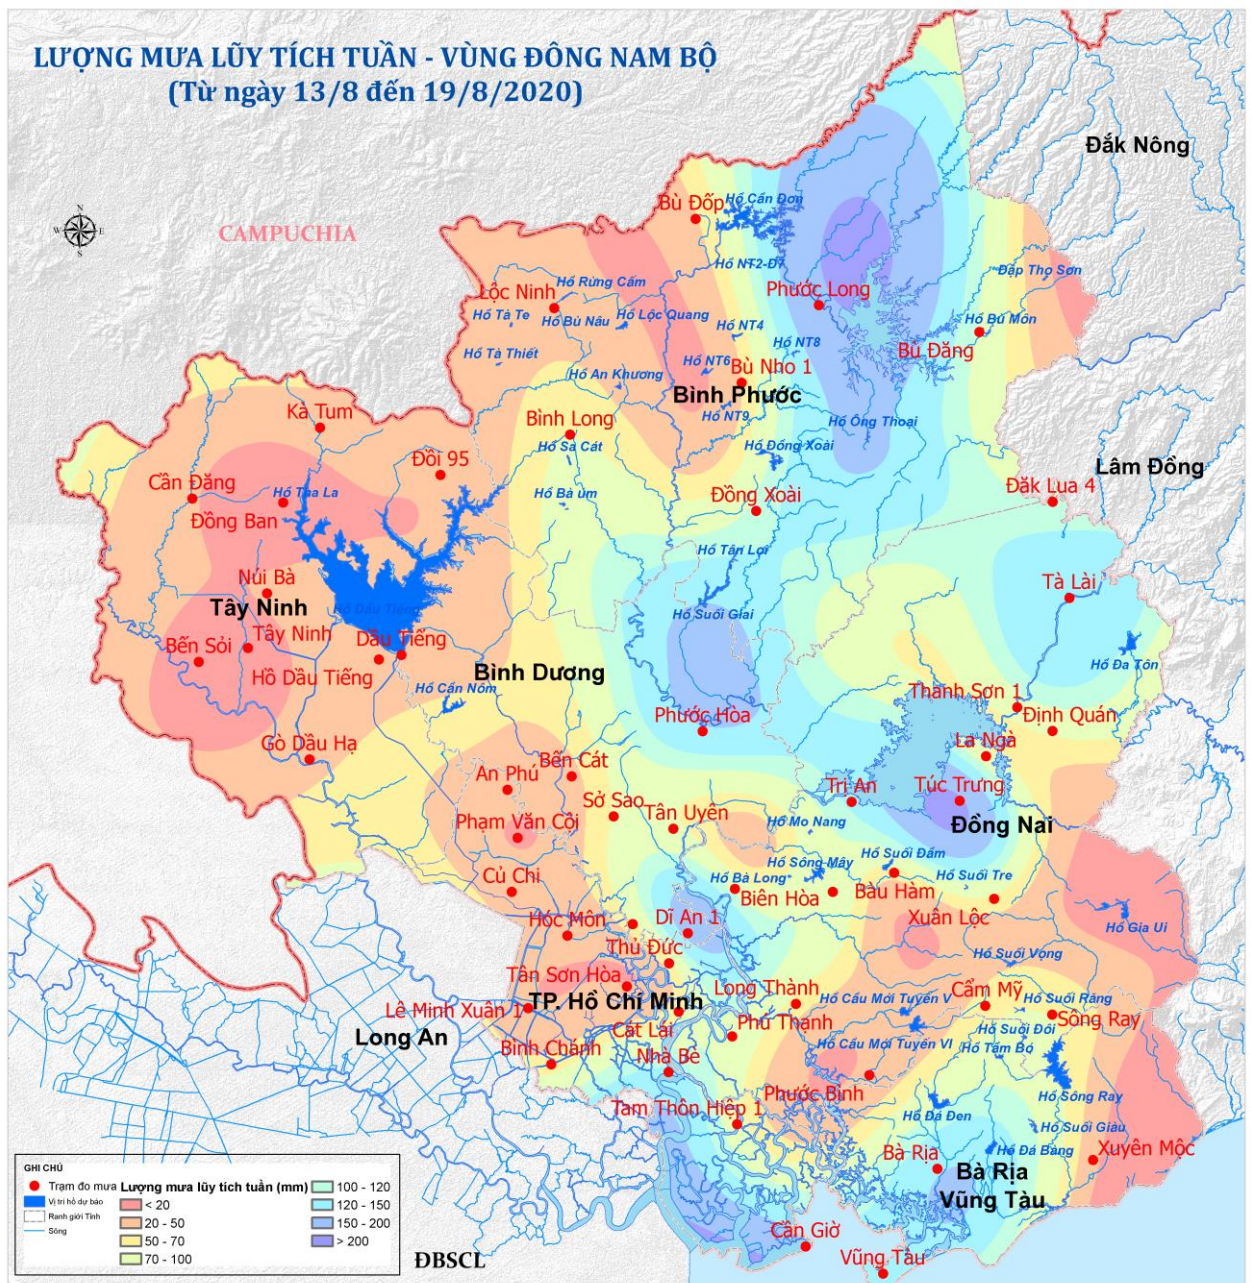 LƯỢNG MƯA LŨY TÍCH TUẦN - VÙNG ĐÔNG NAM BỘ
(Từ ngày 13/8 đến 19/8/2020)
Đắk Nông
N
W E
S
CAMPUCHIA
Bù Đốp
Hồ Cần Đơn
Hồ NT2-Đ7
Đập Thọ Sơn
Hồ Rừng Cấm
Lộc Ninh
Phước Long
Hồ Tà Te
Hồ Bù Nâu
Hồ Lộc Quang
Hồ NT4
Hồ Bù Môn
Hồ Tà Thiết
Hồ NT8
Bù Đăng
Hồ An Khương
Hồ NT6
Bù Nho 1
Bình Phước
Kà Tum
Bình Long
Hồ NT9
Hồ Ông Thoại
Hồ Sa Cát
Hồ Đồng Xoài
Đồi 95
Lâm Đồng
Cần Đăng
Hồ Tha La
Đăk Lua 4
Đồng Ban
Hồ Bà úm
Đồng Xoài
Hồ Tân Lợi
Núi Bà
Tà Lài
Tây Ninh
Hồ Dầu Tiếng
Hồ Suối Giai
Bến Sỏi
Tây Ninh
Dầu Tiếng
Hồ Dầu Tiếng
Bình Dương
Hồ Đa Tôn
Hồ Cần Nôm
Thanh Sơn 1
Phước Hòa
Định Quán
Gò Dầu Hạ
La Ngà
Bến Cát
An Phú
Sở Sao
Trị An
Túc Trưng
Phạm Văn Cội
Tân Uyên
Hồ Mo Nang
Đồng Nai
Củ Chi
Hồ Sông Mây
Hồ Suối Đầm
Hồ Bà Long
Hồ Suối Tre
Biên Hòa
Bàu Hàm
Hóc Môn
Dĩ An 1
Xuân Lộc
Hồ Gia Ui
Thủ Đức
Hồ Suối Vọng
Tân Sơn Hòa
Long Thành
TP. Hồ Chí Minh
Hồ Cầu Mới Tuyến V
Cẩm Mỹ
Hồ Suối Ràng
Lê Minh Xuân 1
Sông Ray
Long An
Cát Lái
Phú Thạnh
Hồ Suối Đôi
Bình Chánh
Hồ Cầu Mới Tuyến VI
Hồ Tầm Bó
Nhà Bè
Phước Bình
Hồ Sông Ray
Tam Thôn Hiệp 1
Hồ Đá Đen
Hồ Suối Giàu
Bà Rịa
Hồ Đá Bàng
Xuyên Mộc
Bà Rịa
Vũng Tàu
Cần Giờ
Vũng Tàu
ĐBSCL
GHI CHÚ
Trạm đo mưa
Vị trí hồ dự báo
Ranh giới Tỉnh
Sông
Lượng mưa lũy tích tuần (mm)
< 20
20 - 50
50 - 70
70 - 100
100 - 120
120 - 150
150 - 200
> 200